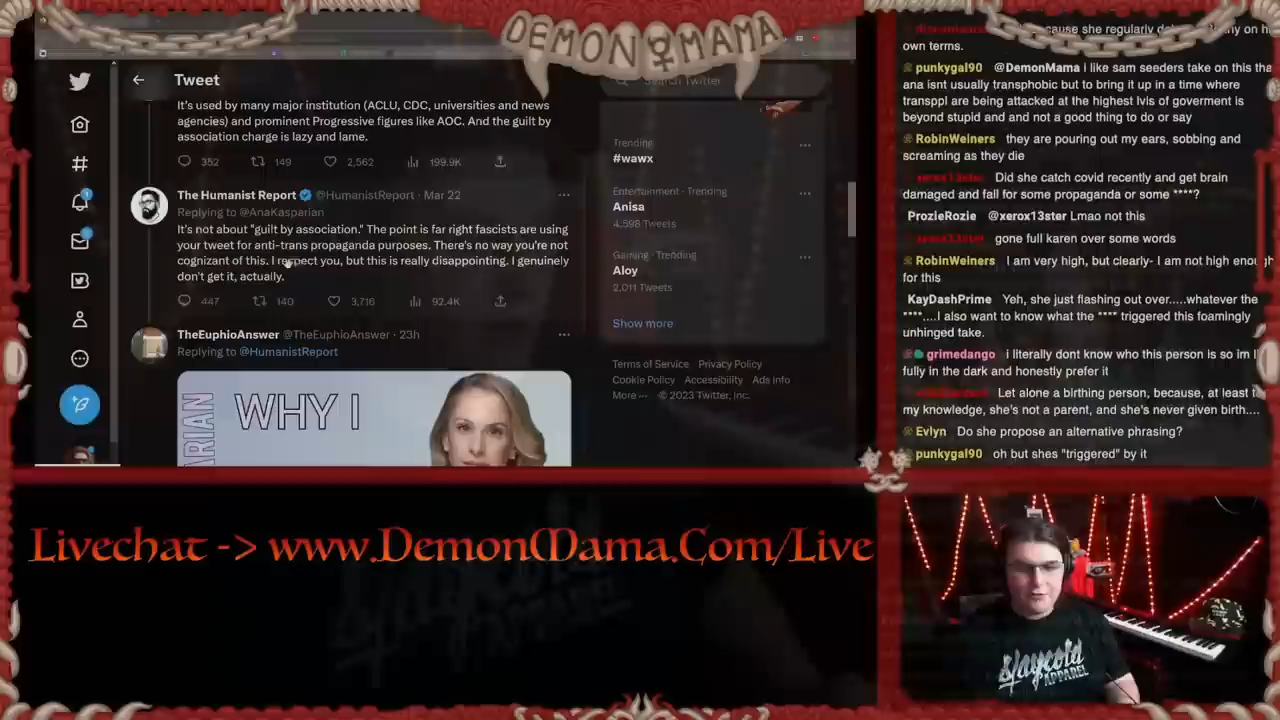 DEMON MAMA
Tweet
Search Twitter
It's used by many major institution (ACLU, CDC, universities and news
agencies) and prominent Progressive figures like AOC. And the guilt by
association charge is lazy and lame.
352 149 2,562 199.9K
The Humanist Report @HumanistReport · Mar 22
Replying to @AnaKasparian
It's not about "guilt by association." The point is far right fascists are using
your tweet for anti-trans propaganda purposes. There's no way you're not
cognizant of this. I respect you, but this is really disappointing. I genuinely
don't get it, actually.
447 140 3,716 92.4K
TheEuphioAnswer @TheEuphioAnswer · 23h
Replying to @HumanistReport
ARIAN
WHY I
1
Trending
#wawx
Entertainment · Trending
Anisa
4,598 Tweets
Gaming · Trending
Aloy
2,011 Tweets
Show more
Terms of Service Privacy Policy
Cookie Policy Accessibility Ads Info
More ··· © 2023 Twitter, Inc.
cause she regularly
own terms.
punkygal90 @DemonMama i like sam seeders take on this tha
ana isnt usually transphobic but to bring it up in a time where
transppl are being attacked at the highest lvls of goverment is
beyond stupid and and not a good thing to do or say
RobinWeiners they are pouring out my ears, sobbing and
screaming as they die
xerox13ster Did she catch covid recently and get brain
damaged and fall for some propaganda or some ****?
ProzieRozie @xerox13ster Lmao not this
xerox13ster gone full karen over some words
RobinWeiners I am very high, but clearly- I am not high enough
for this
KayDashPrime Yeh, she just flashing out over.....whatever the
****....I also want to know what the **** triggered this foamingly
unhinged take.
grimedango i literally dont know who this person is so im l
fully in the dark and honestly prefer it
Let alone a birthing person, because, at least t
my knowledge, she's not a parent, and she's never given birth....
Evlyn Do she propose an alternative phrasing?
punkygal90 oh but shes "triggered" by it
Livechat -> www.DemonMama.Com/Live
Staycold
APPAREL